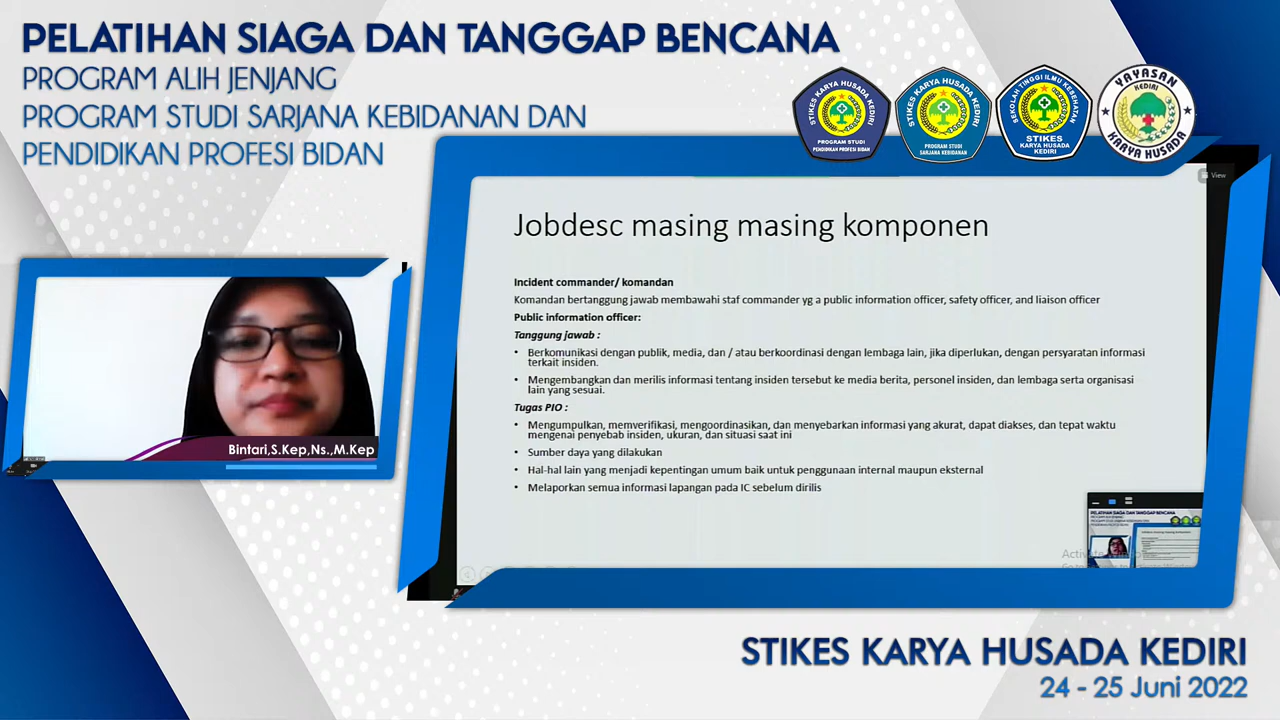 PELATIHAN SIAGA DAN TANGGAP BENCANA
PROGRAM ALIH JENJANG
PROGRAM STUDI SARJANA KEBIDANAN DAN
PENDIDIKAN PROFESI BIDAN
STIKES KARYA HUSADA KEDIRI
PROGRAM STUDI
PENDIDIKAN PROFESI BIDAN
STIKES KARYA HUSADA KEDIRI
PROGRAM STUDI
SARJANA KEBIDANAN
SEKOLAH TINGGI ILMU KESEHATAN
STIKES
KARYA HUSADA
KEDIRI
YAYASAN
KEDIRI
KARYA HUSADA
View
Jobdesc masing masing komponen
Incident commander/ komandan
Komandan bertanggung jawab membawahi staf commander yg a public information officer, safety officer, and liaison officer
Public information officer:
Tanggung jawab :
• Berkomunikasi dengan publik, media, dan / atau berkoordinasi dengan lembaga lain, jika diperlukan, dengan persyaratan informasi
terkait insiden.
• Mengembangkan dan merilis informasi tentang insiden tersebut ke media berita, personel insiden, dan lembaga serta organisasi
lain yang sesuai.
Tugas PIO :
• Mengumpulkan, memverifikasi, mengoordinasikan, dan menyebarkan informasi yang akurat, dapat diakses, dan tepat waktu
mengenai penyebab insiden, ukuran, dan situasi saat ini
• Sumber daya yang dilakukan
• Hal-hal lain yang menjadi kepentingan umum baik untuk penggunaan internal maupun eksternal
• Melaporkan semua informasi lapangan pada IC sebelum dirilis
Bintari,S.Kep,Ns.,M.Kep
PELATIHAN SIAGA DAN TANGGAP BENCANA
STIKES KARYA HUSADA KEDIRI
24 - 25 Juni 2022